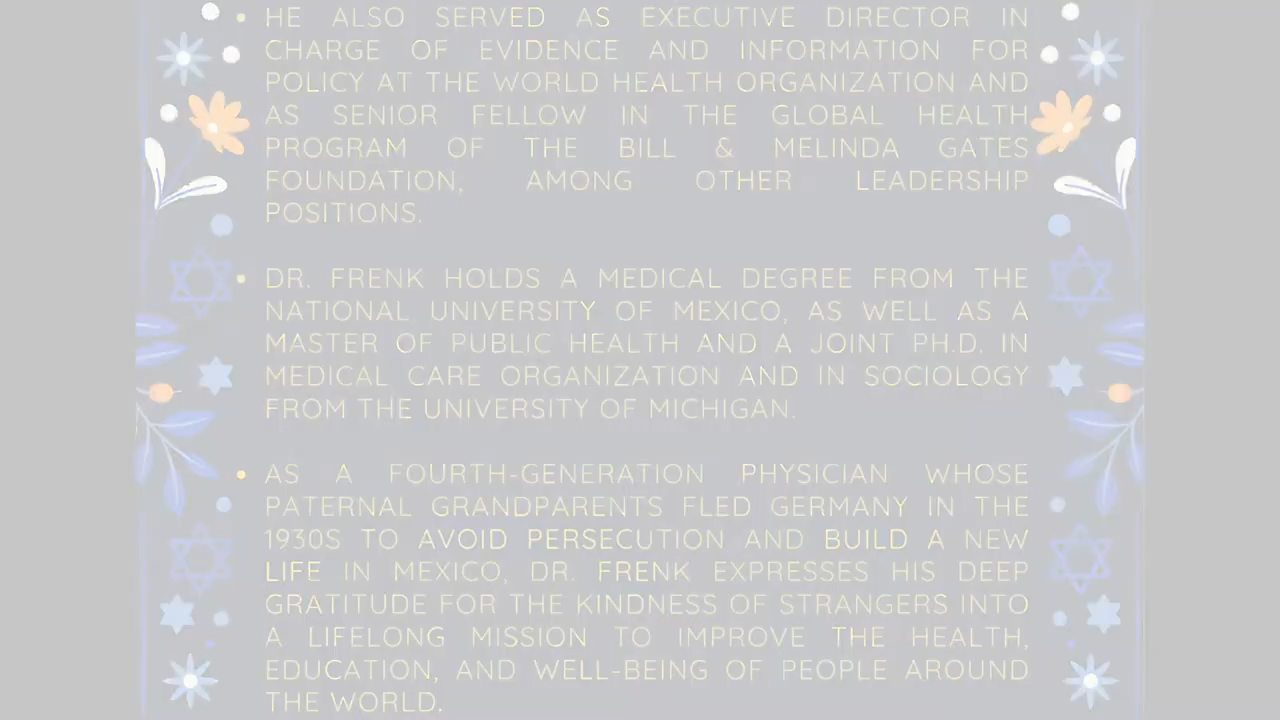 • HE ALSO SERVED AS EXECUTIVE DIRECTOR IN
CHARGE OF EVIDENCE AND INFORMATION FOR
POLICY AT THE WORLD HEALTH ORGANIZATION AND
AS SENIOR FELLOW IN THE GLOBAL HEALTH
PROGRAM OF THE BILL & MELINDA GATES
FOUNDATION, AMONG OTHER LEADERSHIP
POSITIONS.
• DR. FRENK HOLDS A MEDICAL DEGREE FROM THE
NATIONAL UNIVERSITY OF MEXICO, AS WELL AS A
MASTER OF PUBLIC HEALTH AND A JOINT PH.D. IN
MEDICAL CARE ORGANIZATION AND IN SOCIOLOGY
FROM THE UNIVERSITY OF MICHIGAN.
• AS A FOURTH-GENERATION PHYSICIAN WHOSE
PATERNAL GRANDPARENTS FLED GERMANY IN THE
1930S TO AVOID PERSECUTION AND BUILD A NEW
LIFE IN MEXICO, DR. FRENK EXPRESSES HIS DEEP
GRATITUDE FOR THE KINDNESS OF STRANGERS INTO
A LIFELONG MISSION TO IMPROVE THE HEALTH,
EDUCATION, AND WELL-BEING OF PEOPLE AROUND
THE WORLD.